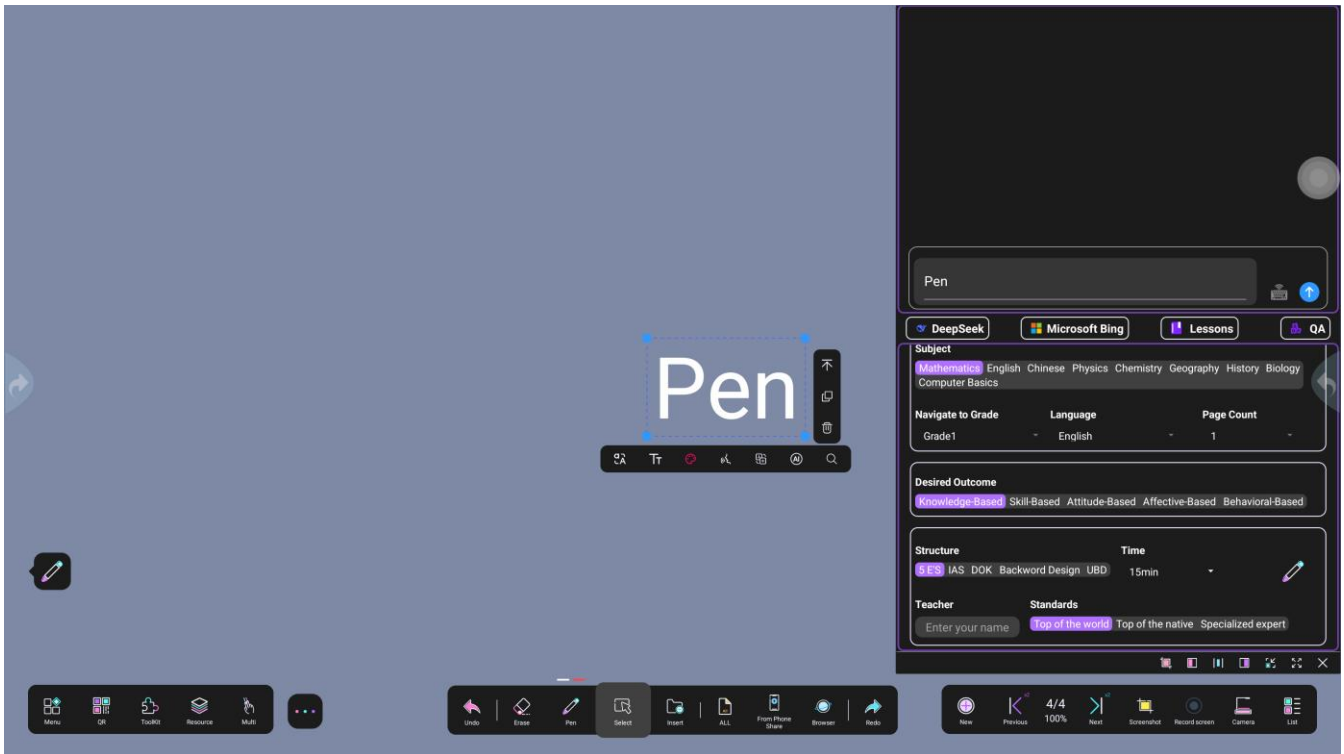 Pen
Pen
DeepSeek
Microsoft Bing
Lessons
QA
Subject
Mathematics English Chinese Physics Chemistry Geography History Biology
Computer Basics
Navigate to Grade Language Page Count
Grade1 English 1
Desired Outcome
Knowledge-Based Skill-Based Attitude-Based Affective-Based Behavioral-Based
Structure Time
5 E'S IAS DOK Backword Design UBD 15min
Teacher Standards
Enter your name Top of the world Top of the native Specialized expert
Menu QR ToolKit Resource Multi
Undo Erase Pen Select Insert ALL From Phone Share Browser Redo
New Previous x2 4/4 100% Next x2 Screenshot Record screen Camera List